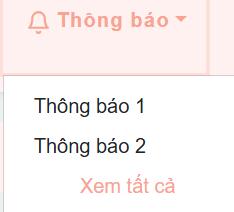 Thông báo
Thông báo 1
Thông báo 2
Xem tất cả